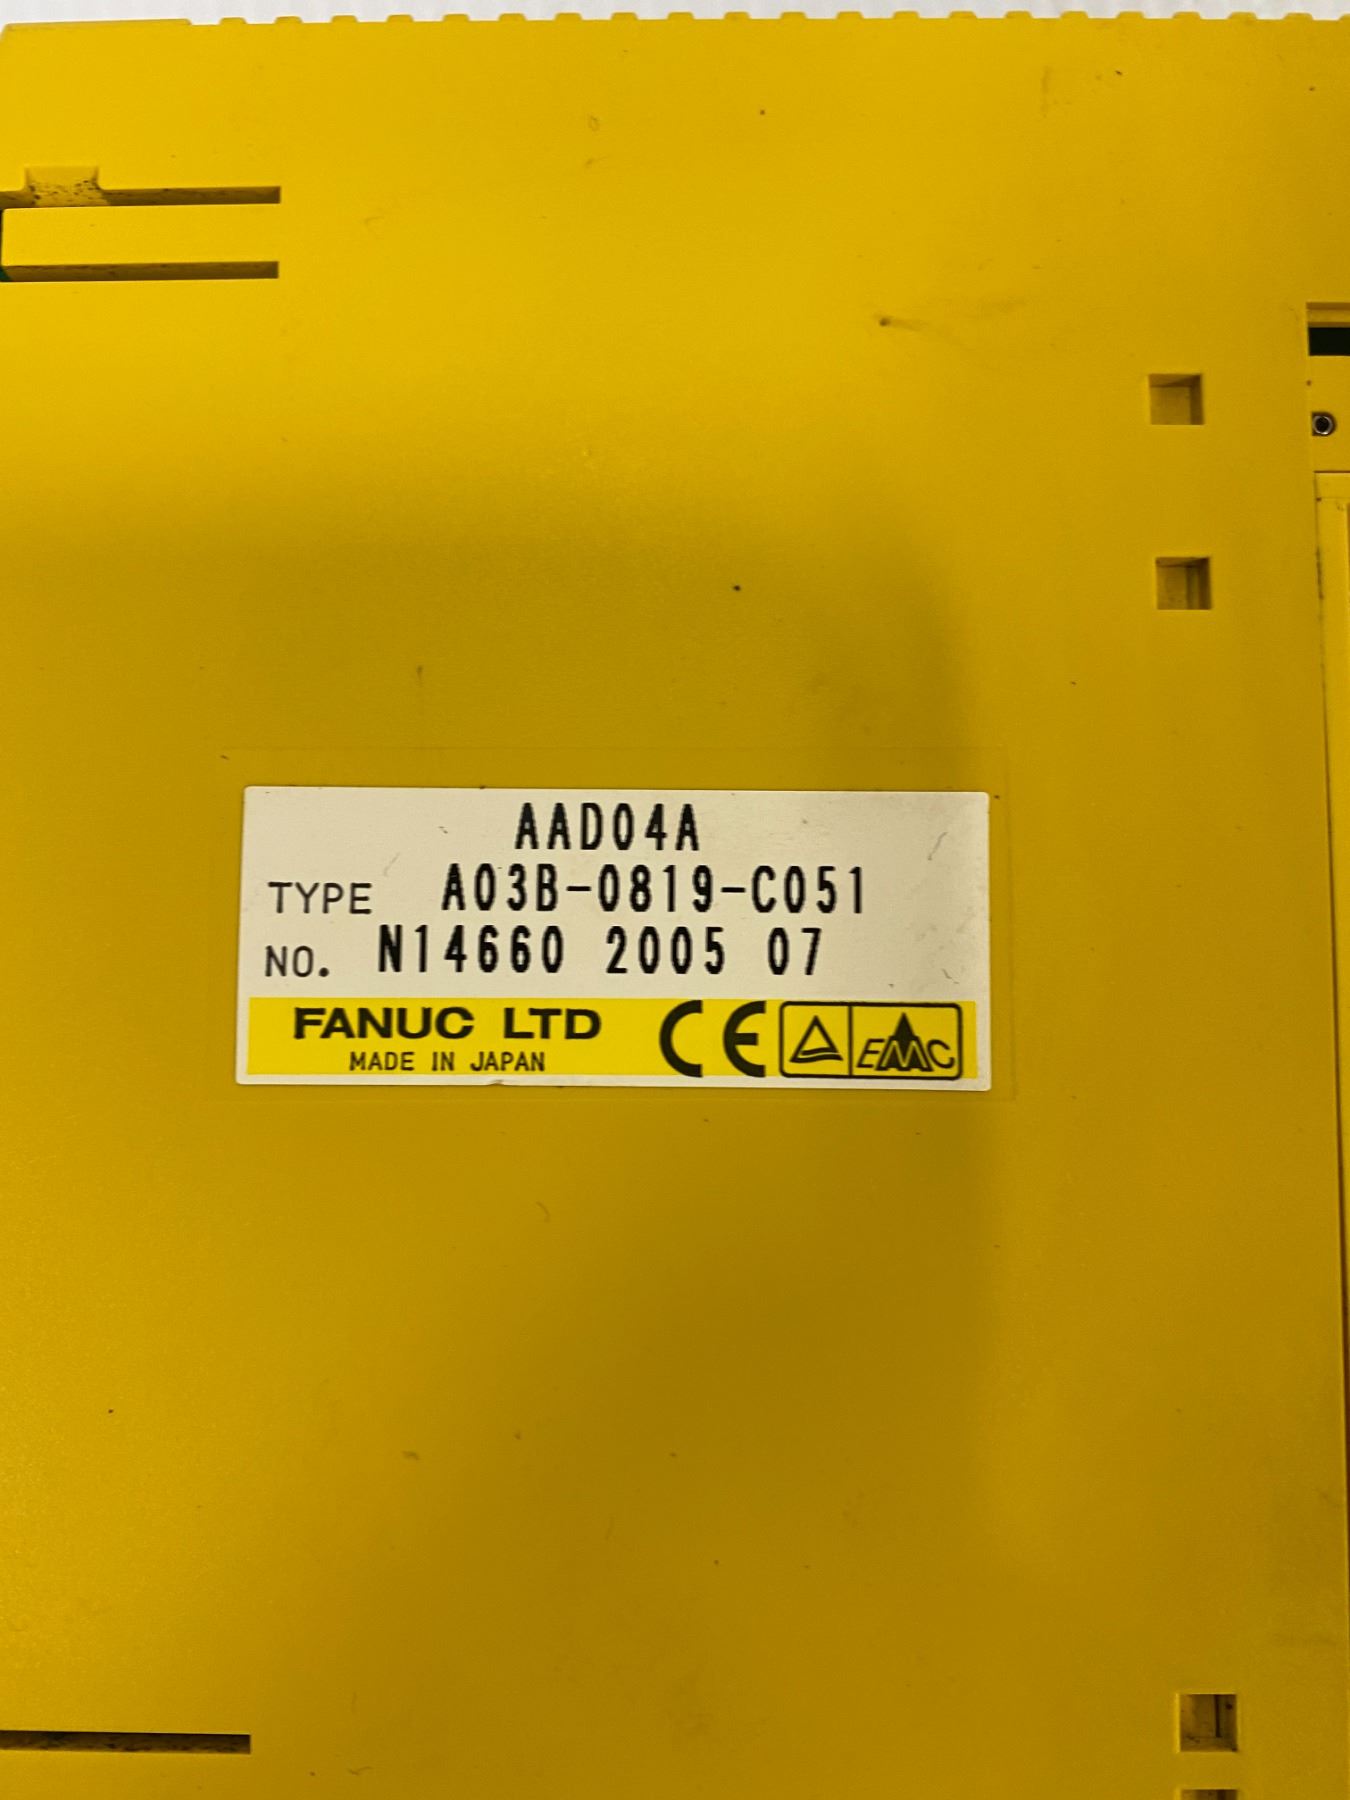 AAD04A
TYPE A03B-0819-C051
NO. N14660 2005 07
FANUC LTD CE EMC
MADE IN JAPAN